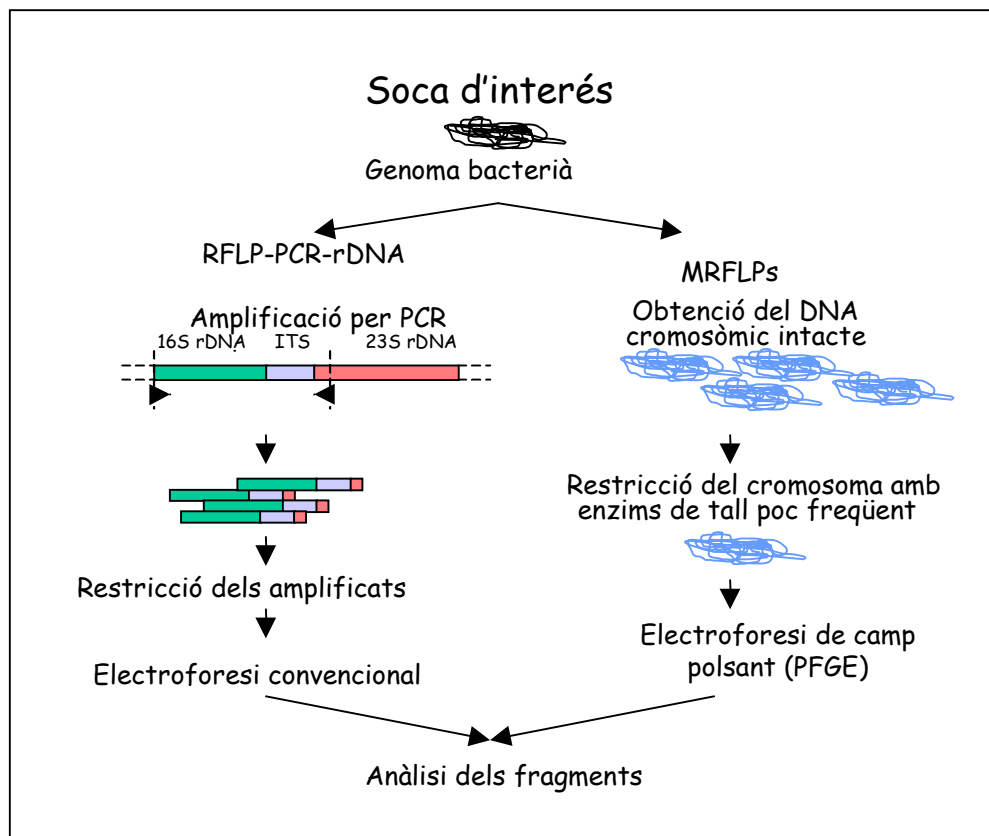 Soca d'interés
Genoma bacterià
RFLP-PCR-rDNA
Amplificació per PCR
16S rDNA ITS 23S rDNA
Restricció dels amplificats
Electroforesi convencional
MRFLPs
Obtenció del DNA
cromosòmic intacte
Restricció del cromosoma amb
enzims de tall poc freqüent
Electroforesi de camp
polsant (PFGE)
Anàlisi dels fragments